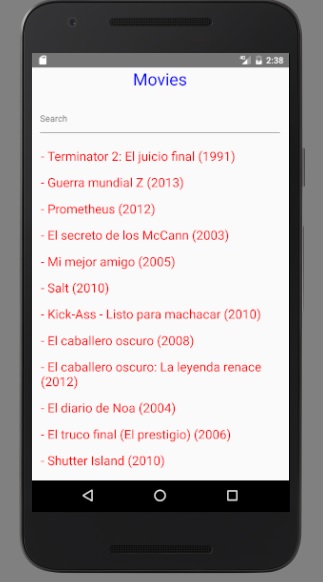 2:38
Movies
Search
- Terminator 2: El juicio final (1991)
- Guerra mundial Z (2013)
- Prometheus (2012)
- El secreto de los McCann (2003)
- Mi mejor amigo (2005)
- Salt (2010)
- Kick-Ass - Listo para machacar (2010)
- El caballero oscuro (2008)
- El caballero oscuro: La leyenda renace
(2012)
- El diario de Noa (2004)
- El truco final (El prestigio) (2006)
- Shutter Island (2010)